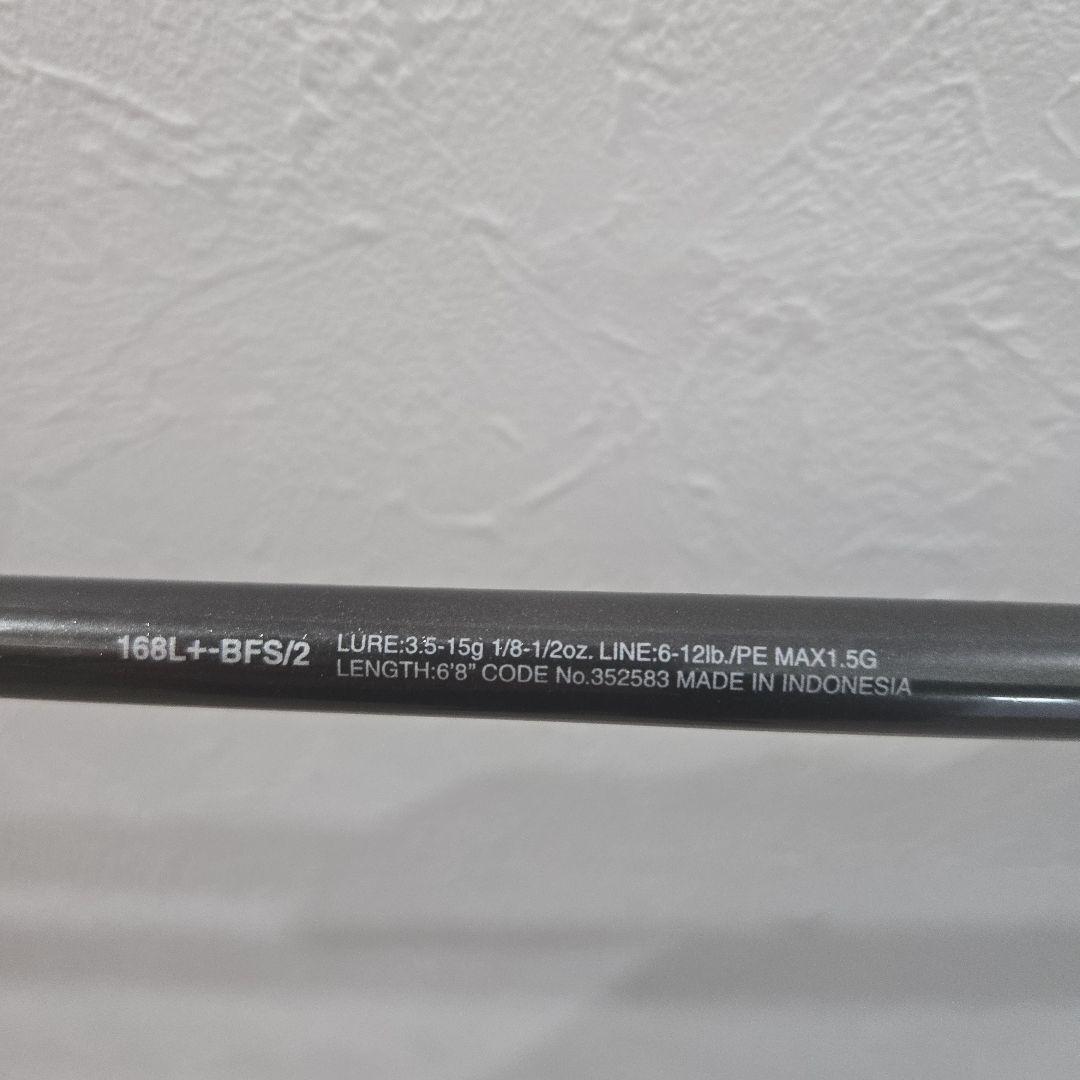 168L+-BFS/2
LURE:3.5-15g 1/8-1/2oz. LINE:6-12lb./PE MAX1.5G
LENGTH:6'8" CODE No.352583 MADE IN INDONESIA